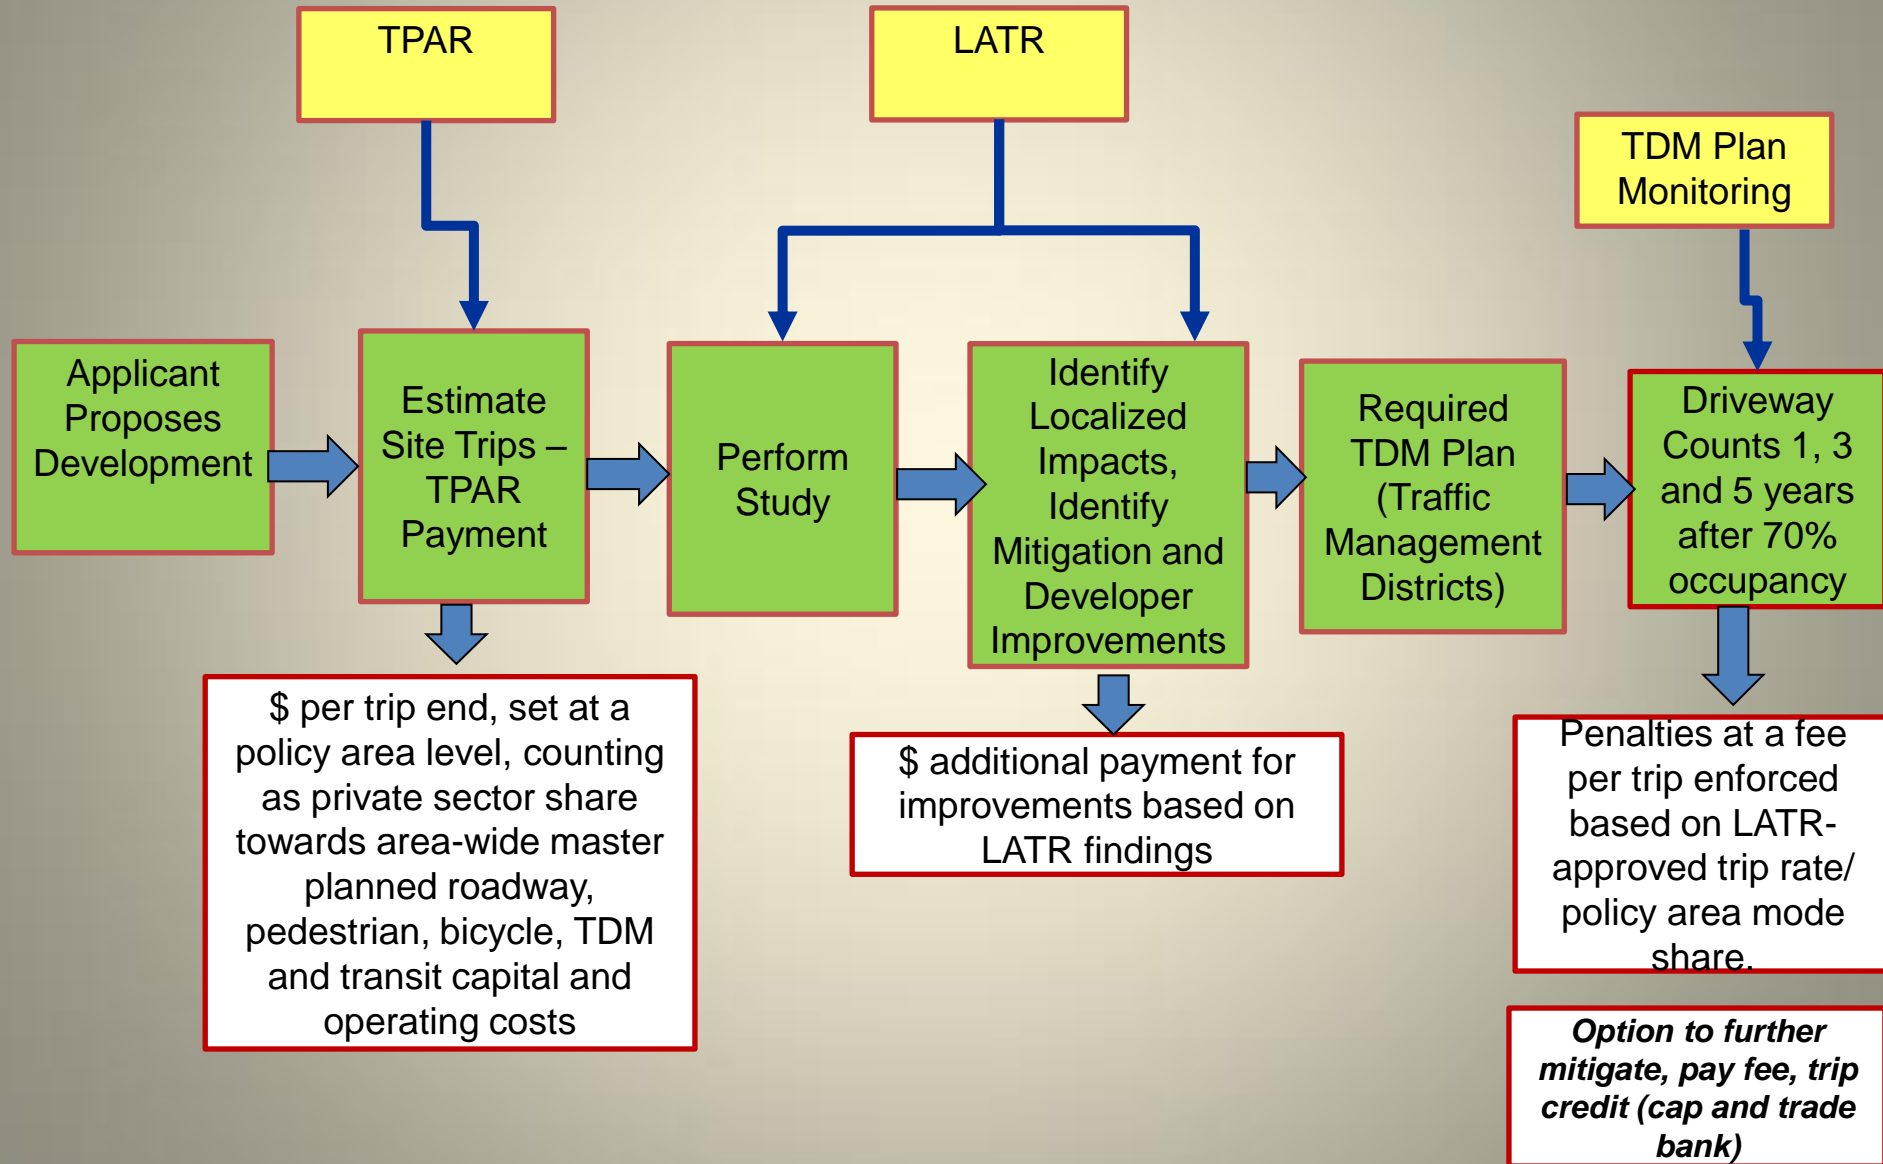 TPAR
LATR
TDM Plan
Monitoring
Applicant
Proposes
Development
Estimate
Site Trips –
TPAR
Payment
Perform
Study
Identify
Localized
Impacts,
Identify
Mitigation and
Developer
Improvements
Required
TDM Plan
(Traffic
Management
Districts)
Driveway
Counts 1, 3
and 5 years
after 70%
occupancy
$ per trip end, set at a
policy area level, counting
as private sector share
towards area-wide master
planned roadway,
pedestrian, bicycle, TDM
and transit capital and
operating costs
$ additional payment for
improvements based on
LATR findings
Penalties at a fee
per trip enforced
based on LATR-
approved trip rate/
policy area mode
share.
Option to further
mitigate, pay fee, trip
credit (cap and trade
bank)